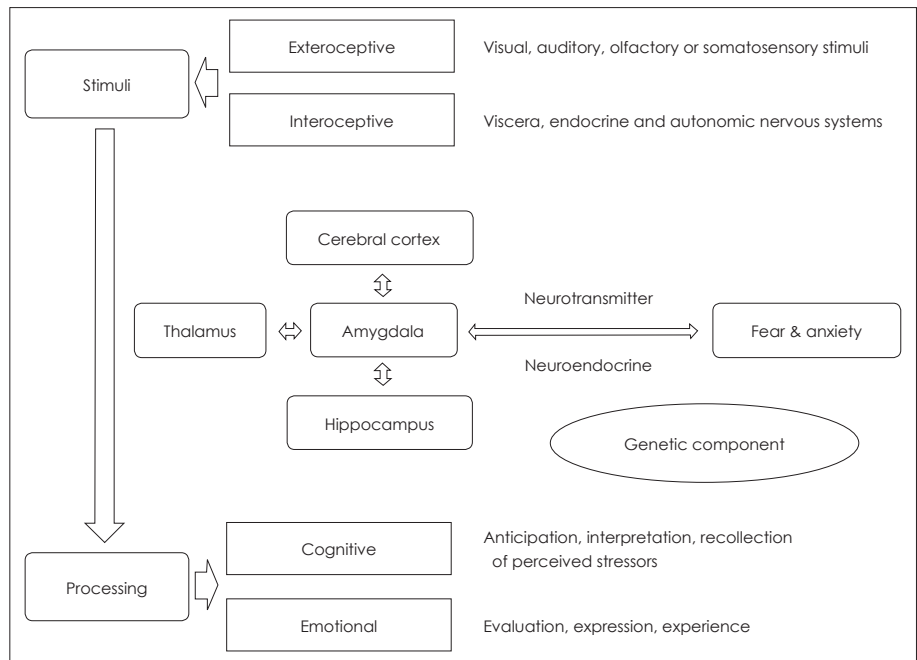 Exteroceptive
Visual, auditory, olfactory or somatosensory stimuli
Stimuli
Interoceptive
Viscera, endocrine and autonomic nervous systems
Cerebral cortex
Neurotransmitter
Thalamus
Amygdala
Fear & anxiety
Neuroendocrine
Hippocampus
Genetic component
Cognitive
Anticipation, interpretation, recollection
of perceived stressors
Processing
Emotional
Evaluation, expression, experience